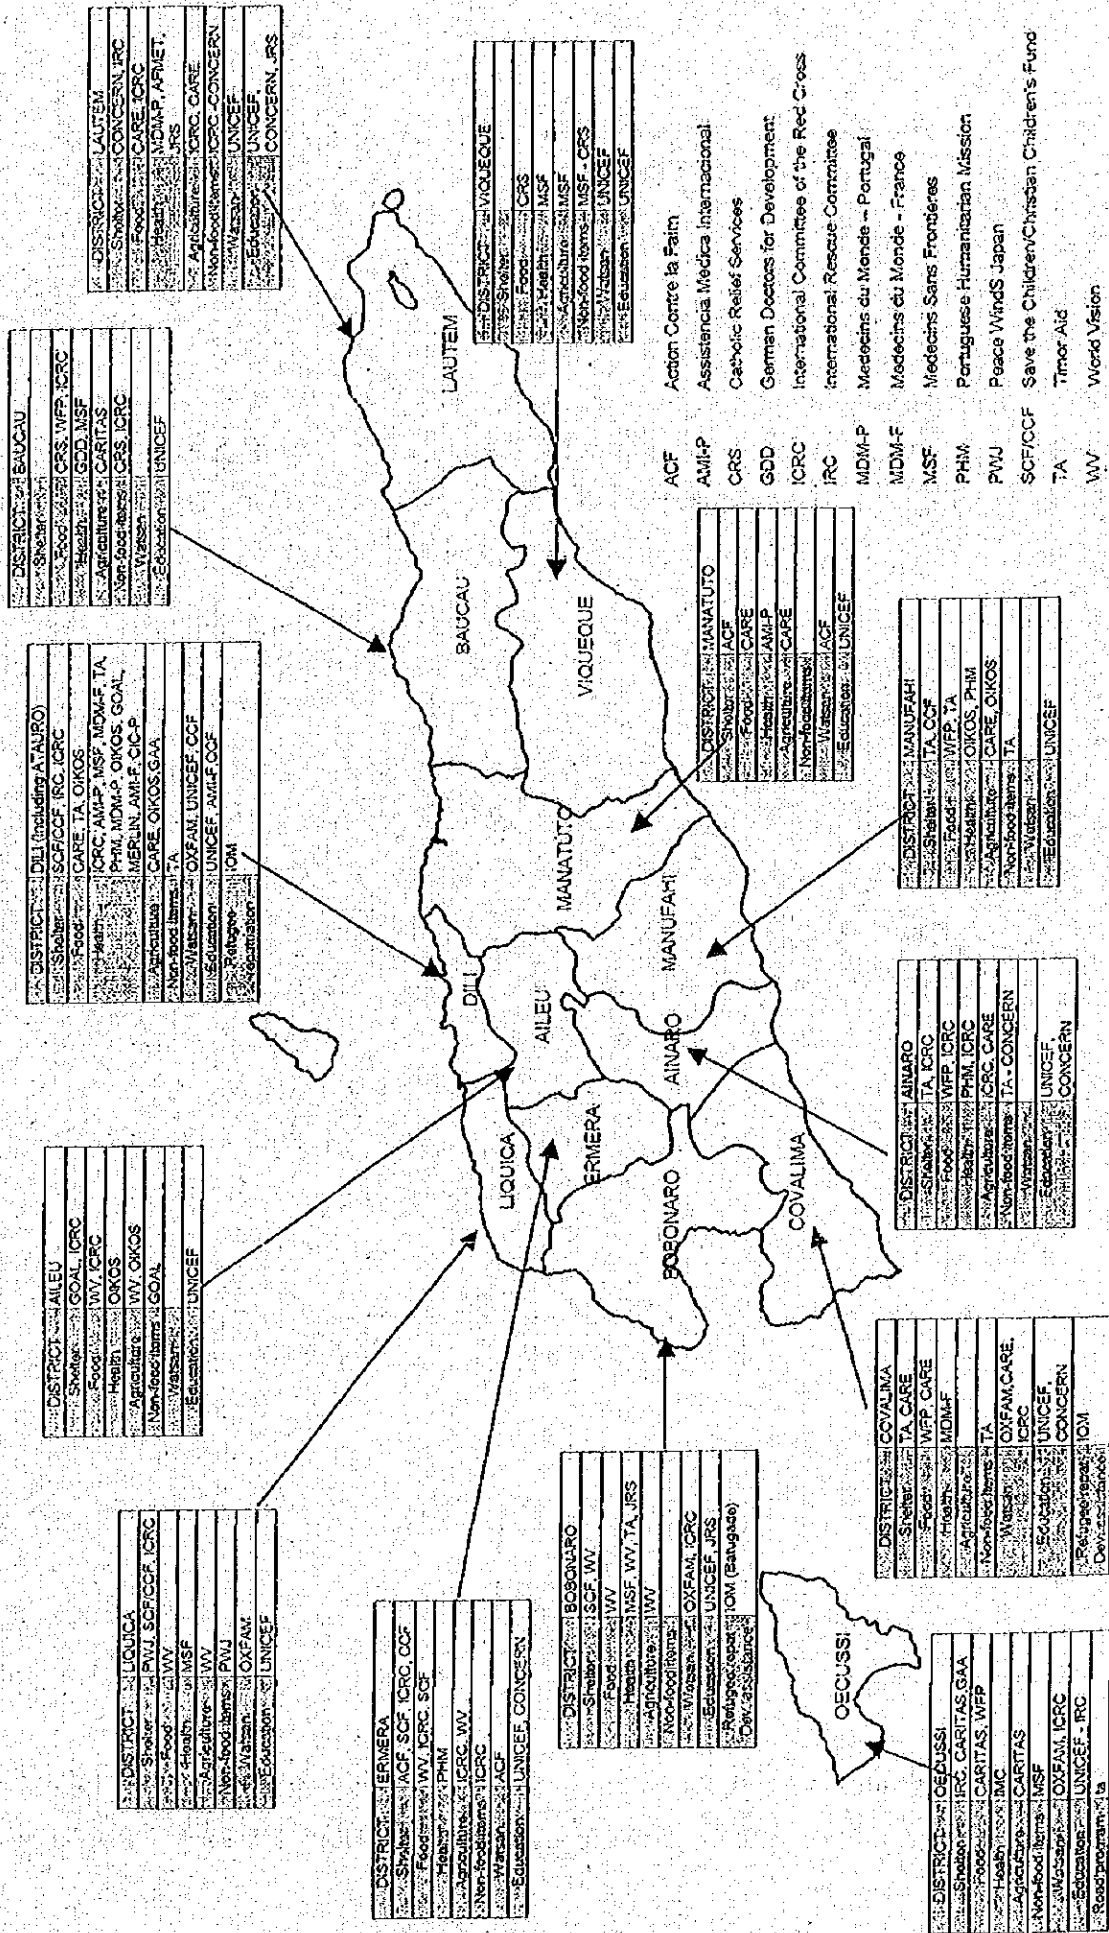 DISTRICT LIQUICA
Shelter PWJ, SCF/CCF, ICRC
Food WV
Health MSF
Agriculture WV
Non-food items PWJ
Watsan OXFAM
Education UNICEF
DISTRICT AILEU
Shelter GOAL, ICRC
Food WV, ICRC
Health OIKOS
Agriculture WV, OIKOS
Non-food items GOAL
Watsan
Education UNICEF
DISTRICT DILI (including ATAURO)
Shelter SCF/CCF, IRC, ICRC
Food CARE, TA, OIKOS
Health ICRC, AMI-P, MSF, MDM-F, TA,
PHM, MDM-P, OIKOS, GOAL,
MERLIN, AMI-F, CIC-P
Agriculture CARE, OIKOS, GAA
Non-food items TA
Watsan OXFAM, UNICEF, CCF
Education UNICEF, AMI-F, CCF
Refugee IOM
Repatriation
DISTRICT BAUCAU
Shelter
Food CRS, WFP, ICRC
Health GDD, MSF
Agriculture CARITAS
Non-food items CRS, ICRC
Watsan
Education UNICEF
DISTRICT LAUTEM
Shelter CONCERN, IRC
Food CARE, ICRC
Health MDM-P, AFMET,
JRS
Agriculture ICRC, CARE
Non-food items IRC, CONCERN
Watsan UNICEF
Education UNICEF,
CONCERN, JRS
DISTRICT ERMERA
Shelter ACF, SCF, ICRC, CCF
Food WV, ICRC, SCF
Health PHM
Agriculture ICRC, WV
Non-food items ICRC
Watsan ACF
Education UNICEF, CONCERN
DISTRICT VIQUEQUE
Shelter
Food CRS
Health MSF
Agriculture MSF
Non-food items MSF - CRS
Watsan UNICEF
Education UNICEF
LIQUICA
DILI
AILEU
ERMERA
BOBONARO
COVALIMA
AINARO
MANUFAHI
MANATUTO
BAUCAU
VIQUEQUE
LAUTEM
OECUSSI
DISTRICT BOBONARO
Shelter SCF, WV
Food WV
Health MSF, WV, TA, JRS
Agriculture WV
Non-food items
Watsan OXFAM, ICRC
Education UNICEF, JRS
Refugee repat IOM (Batugade)
Dev. assistance
DISTRICT MANATUTO
Shelter ACF
Food CARE
Health AMI-P
Agriculture CARE
Non-food items
Watsan ACF
Education UNICEF
DISTRICT COVALIMA
Shelter TA, CARE
Food WFP, CARE
Health MDM-F
Agriculture
Non-food items TA
Watsan OXFAM, CARE,
ICRC
Education UNICEF,
CONCERN
Refugee repat IOM
Dev. assistance
DISTRICT AINARO
Shelter TA, ICRC
Food WFP, ICRC
Health PHM, ICRC
Agriculture ICRC, CARE
Non-food items TA - CONCERN
Watsan
Education UNICEF,
CONCERN
DISTRICT MANUFAHI
Shelter TA, CCF
Food WFP, TA
Health OIKOS, PHM
Agriculture CARE, OIKOS
Non-food items TA
Watsan
Education UNICEF
DISTRICT OECUSSI
Shelter IRC, CARITAS, GAA
Food CARITAS, WFP
Health IMC
Agriculture CARITAS
Non-food items MSF
Watsan OXFAM, ICRC
Education UNICEF - IRC
Road program ta
ACF Action Contre la Faim
AMI-P Assistencia Medica Internacional
CRS Catholic Relief Services
GDD German Doctors for Development
ICRC International Committee of the Red Cross
IRC International Rescue Committee
MDM-P Medecins du Monde - Portugal
MDM-F Medecins du Monde - France
MSF Medecins Sans Frontieres
PHM Portuguese Humanitarian Mission
PWJ Peace WindS Japan
SCF/CCF Save the Children/Christian Children's Fund
TA Timor Aid
WV World Vision